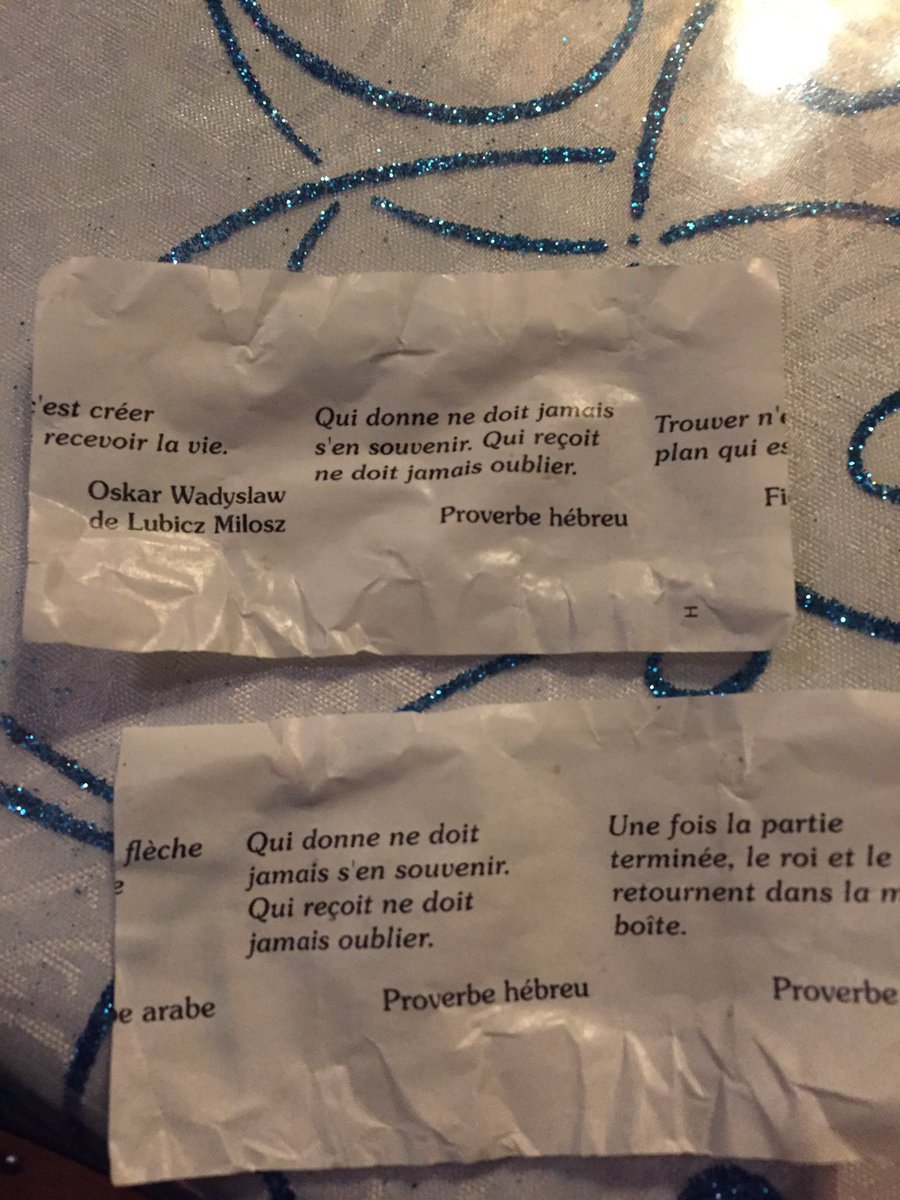 c'est créer
recevoir la vie.
Oskar Wadyslaw
de Lubicz Milosz
Qui donne ne doit jamais
s'en souvenir. Qui reçoit
ne doit jamais oublier.
Proverbe hébreu
Trouver n'e
plan qui es
Fi
H
flèche
e
be arabe
Qui donne ne doit
jamais s'en souvenir.
Qui reçoit ne doit
jamais oublier.
Proverbe hébreu
Une fois la partie
terminée, le roi et le
retournent dans la m
boîte.
Proverbe